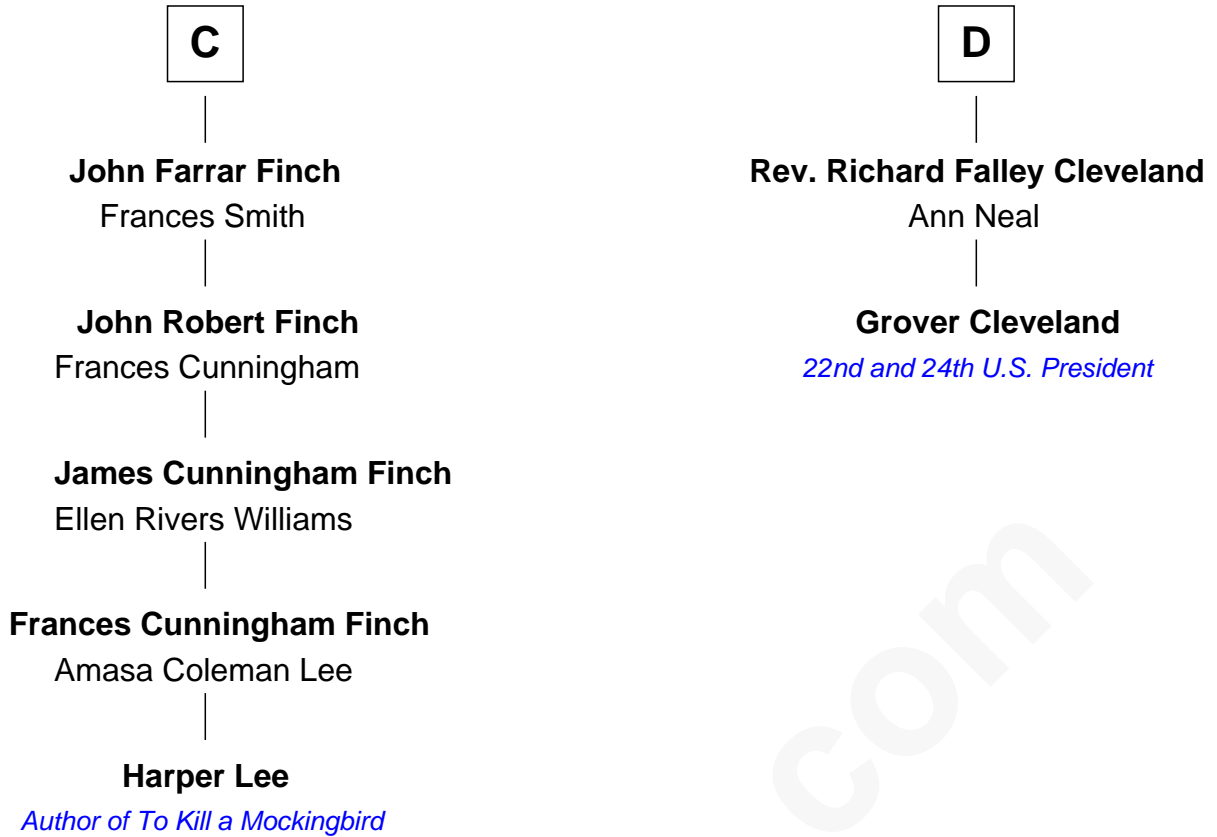 C
John Farrar Finch
Frances Smith
John Robert Finch
Frances Cunningham
James Cunningham Finch
Ellen Rivers Williams
Frances Cunningham Finch
Amasa Coleman Lee
Harper Lee
Author of To Kill a Mockingbird
D
Rev. Richard Falley Cleveland
Ann Neal
Grover Cleveland
22nd and 24th U.S. President
com